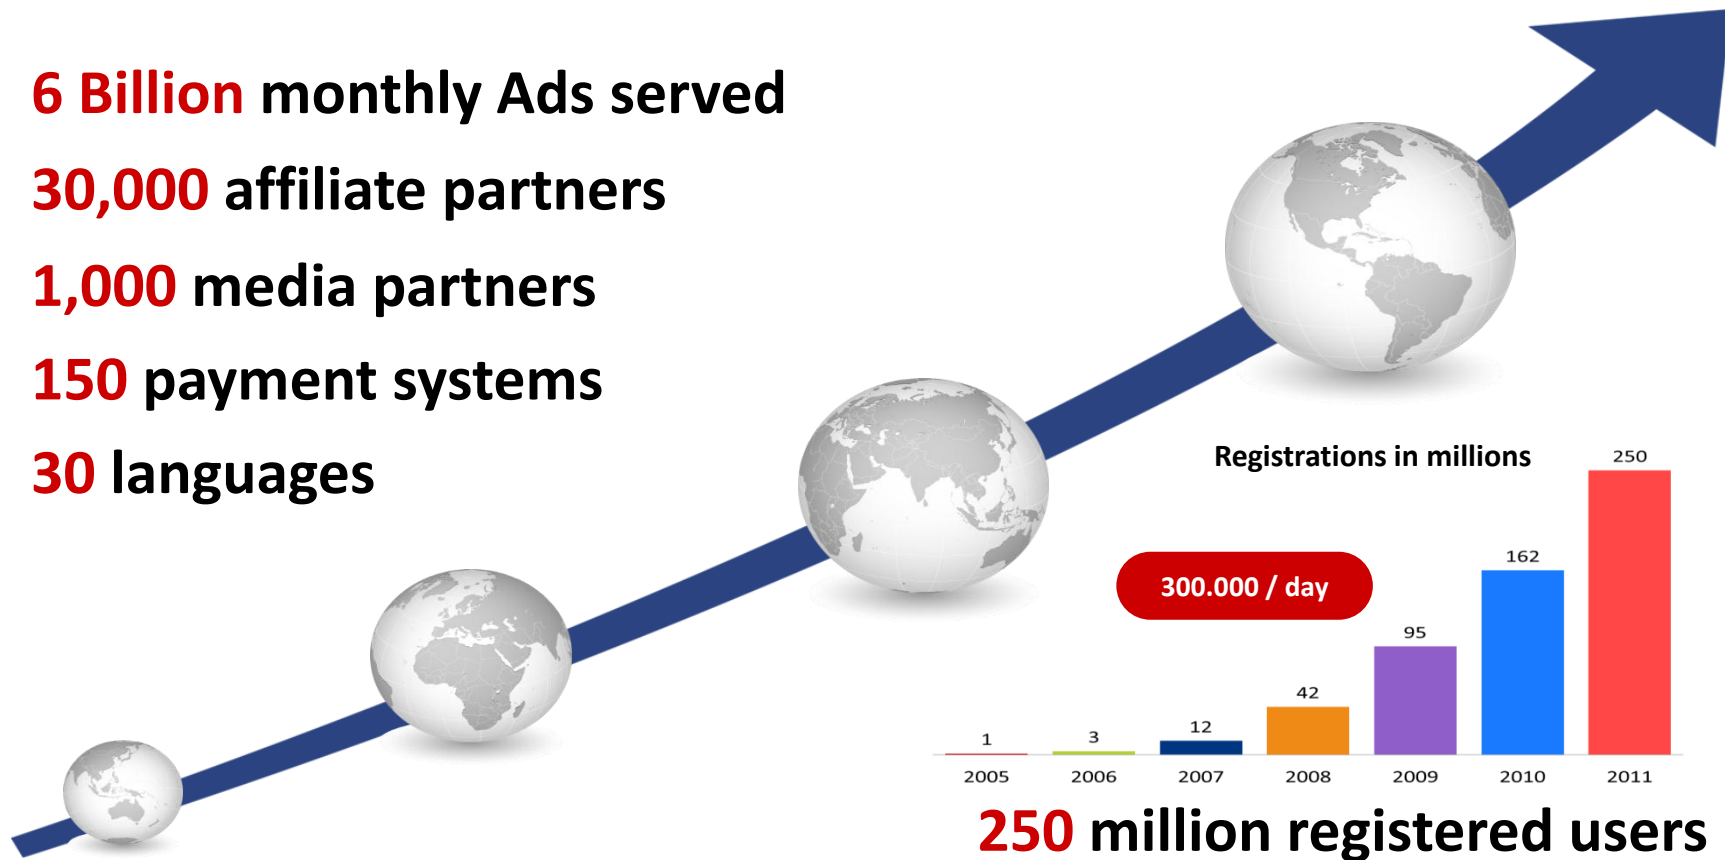 6 Billion monthly Ads served
30,000 affiliate partners
1,000 media partners
150 payment systems
30 languages
Registrations in millions
300.000 / day
250
162
95
42
12
3
1
2005 2006 2007 2008 2009 2010 2011
250 million registered users